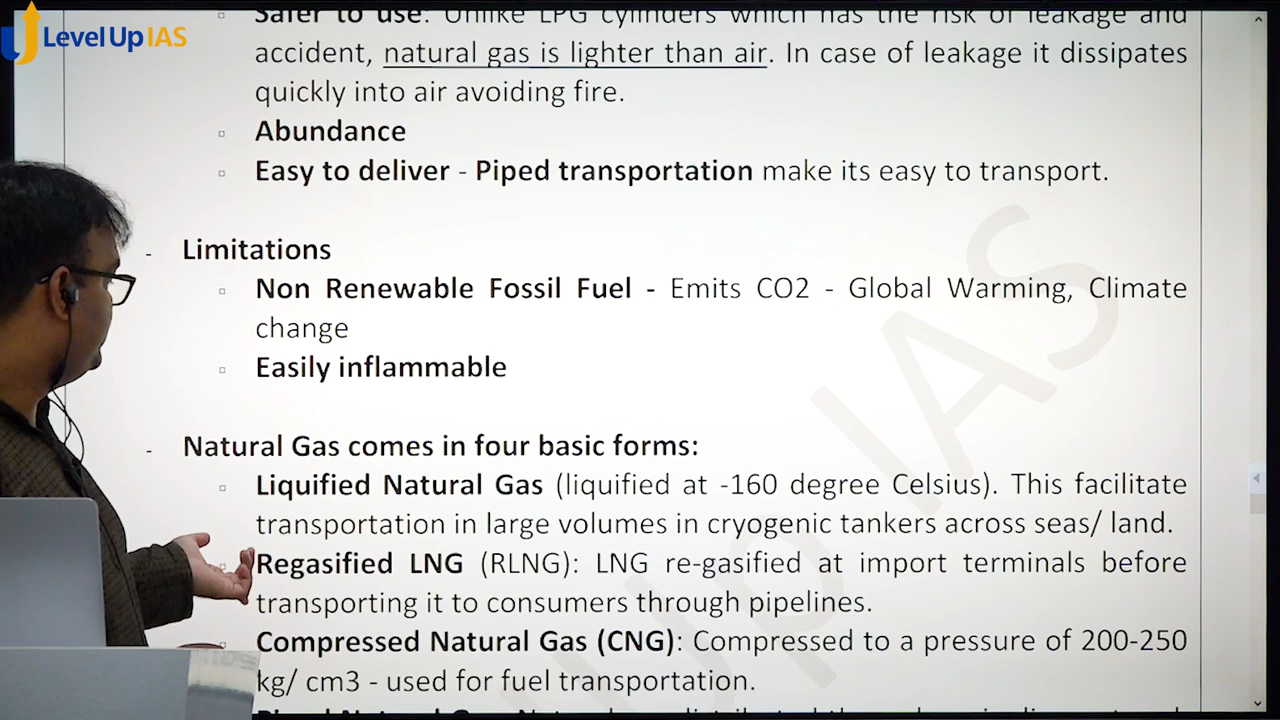 Level Up IAS
Safer to use: Unlike LPG cylinders which has the risk of leakage and
accident, natural gas is lighter than air. In case of leakage it dissipates
quickly into air avoiding fire.
Abundance
Easy to deliver - Piped transportation make its easy to transport.
- Limitations
Non Renewable Fossil Fuel - Emits CO2 - Global Warming, Climate
change
Easily inflammable
- Natural Gas comes in four basic forms:
Liquified Natural Gas (liquified at -160 degree Celsius). This facilitate
transportation in large volumes in cryogenic tankers across seas/ land.
Regasified LNG (RLNG): LNG re-gasified at import terminals before
transporting it to consumers through pipelines.
Compressed Natural Gas (CNG): Compressed to a pressure of 200-250
kg/ cm3 - used for fuel transportation.
Up IAS